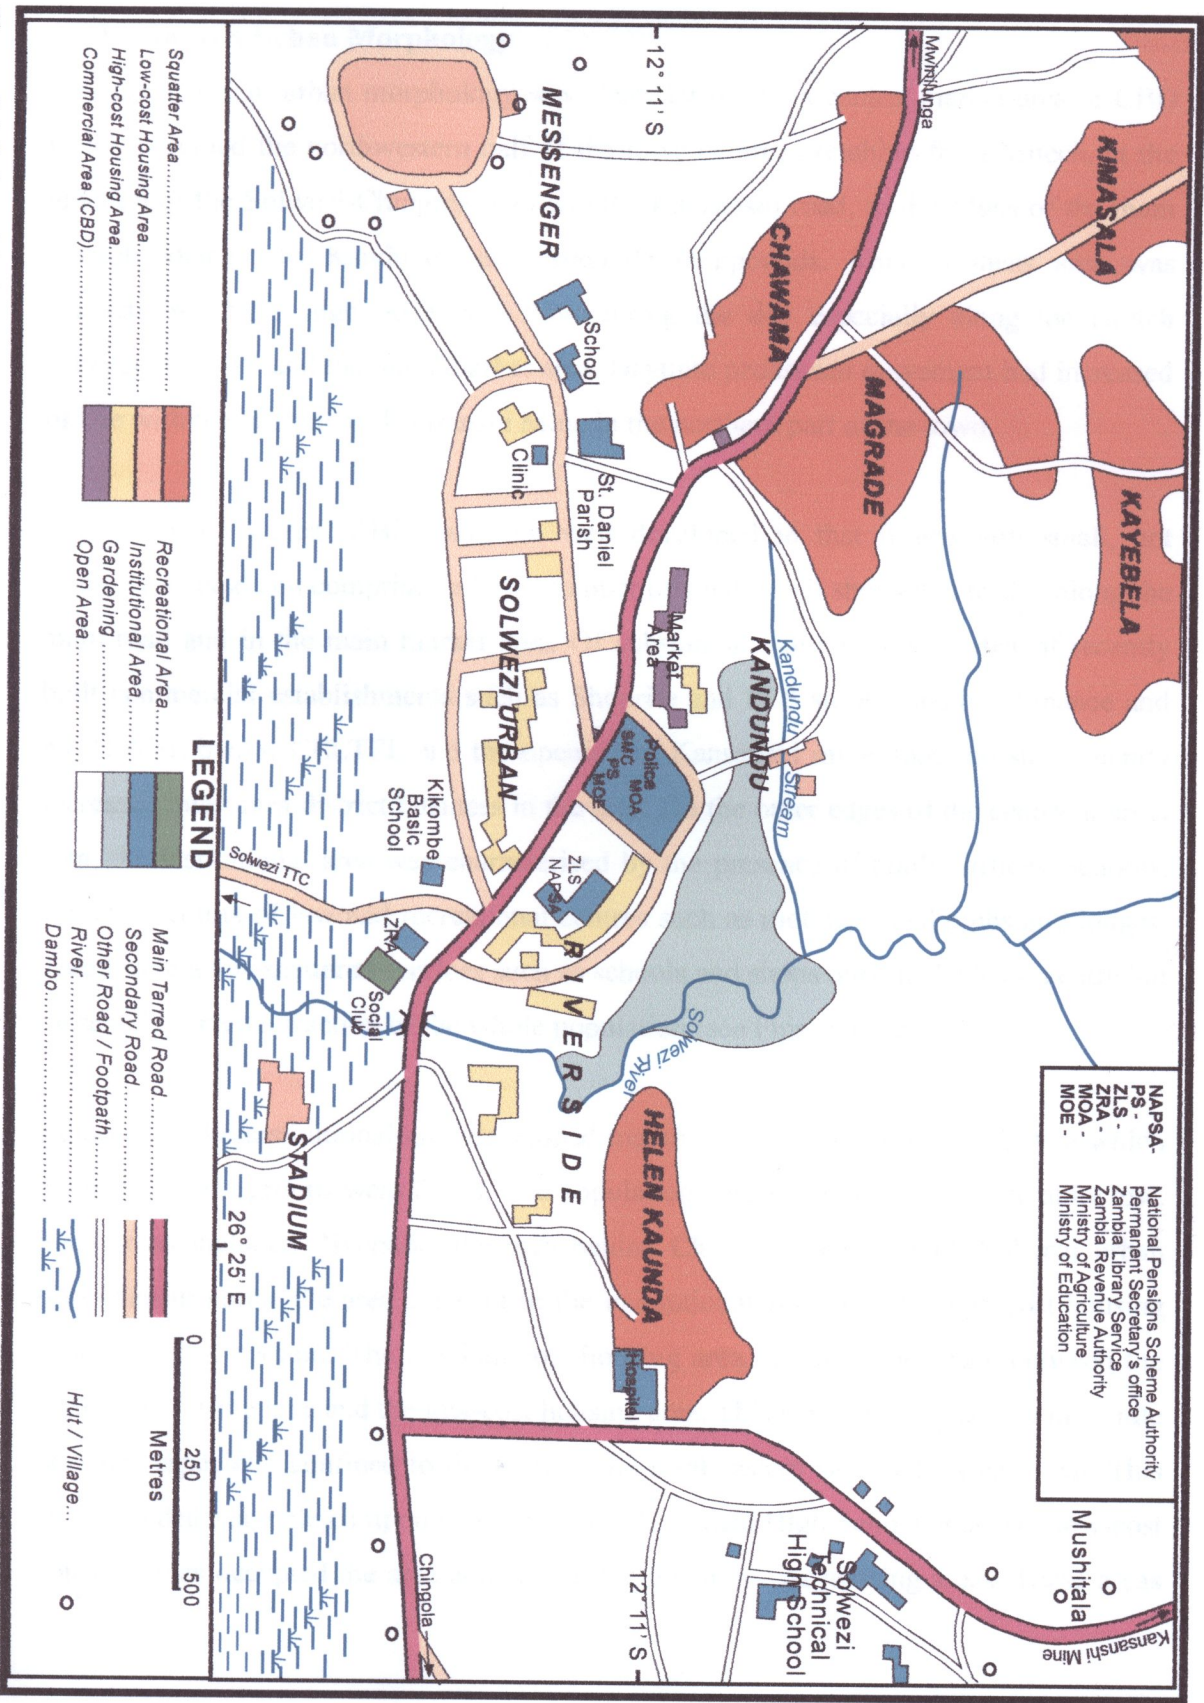 Mwinilunga
KIMASALA
CHAWAMA
MAGRADE
KAYEBELA
12° 11' S
MESSENGER
School
St. Daniel
Parish
Clinic
SOLWEZI URBAN
Market
Area
KANDUNDU
Kandundu Stream
Police
MOA
SMC
PS
MOE
ZLS
NAPSA
Kikombe
Basic
School
ZRA
Social
Club
Solwezi TTC
RIVERSIDE
Solwezi River
HELEN KAUNDA
Hospital
STADIUM
26° 25' E
12° 11' S
Chingola
Solwezi
Technical
High School
Mushitala
Kansanshi Mine
NAPSA- National Pensions Scheme Authority
PS - Permanent Secretary's office
ZLS - Zambia Library Service
ZRA - Zambia Revenue Authority
MOA - Ministry of Agriculture
MOE - Ministry of Education
LEGEND
Squatter Area
Low-cost Housing Area
High-cost Housing Area
Commercial Area (CBD)
Recreational Area
Institutional Area
Gardening
Open Area
Main Tarred Road
Secondary Road
Other Road / Footpath
River
Dambo
0 250 500
Metres
Hut / Village...